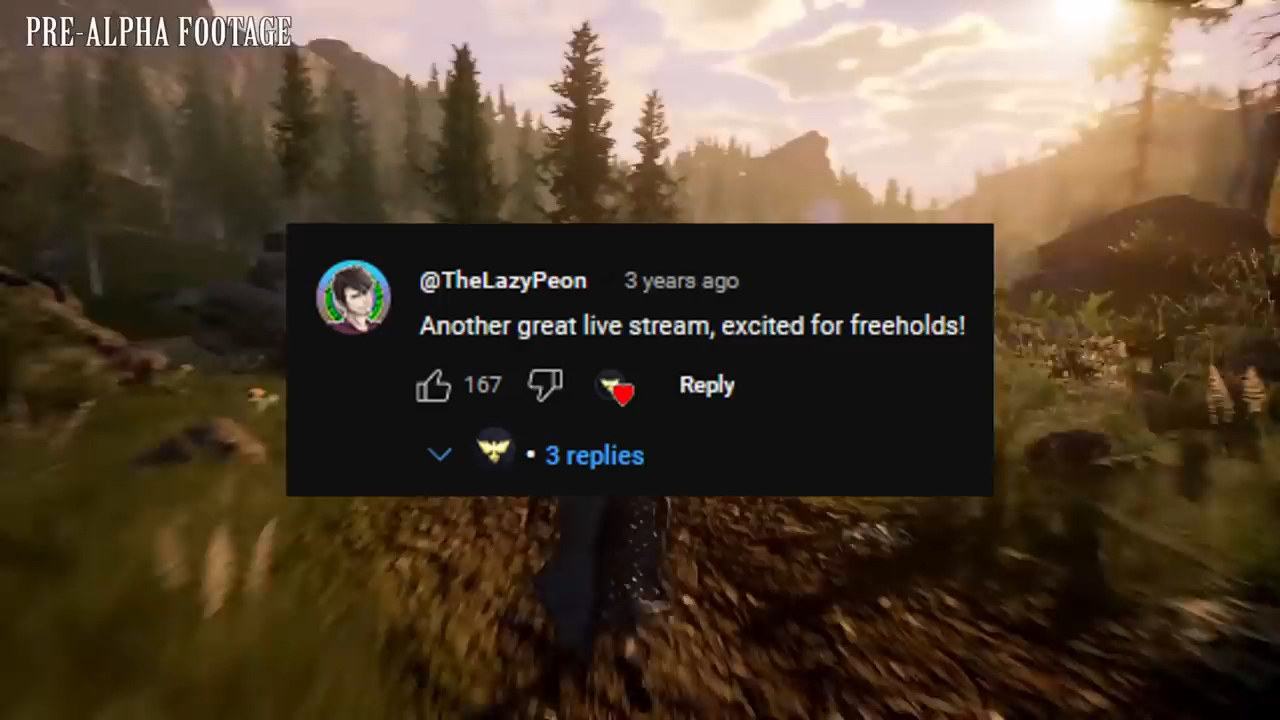 PRE-ALPHA FOOTAGE
@TheLazyPeon 3 years ago
Another great live stream, excited for freeholds!
167 Reply
• 3 replies